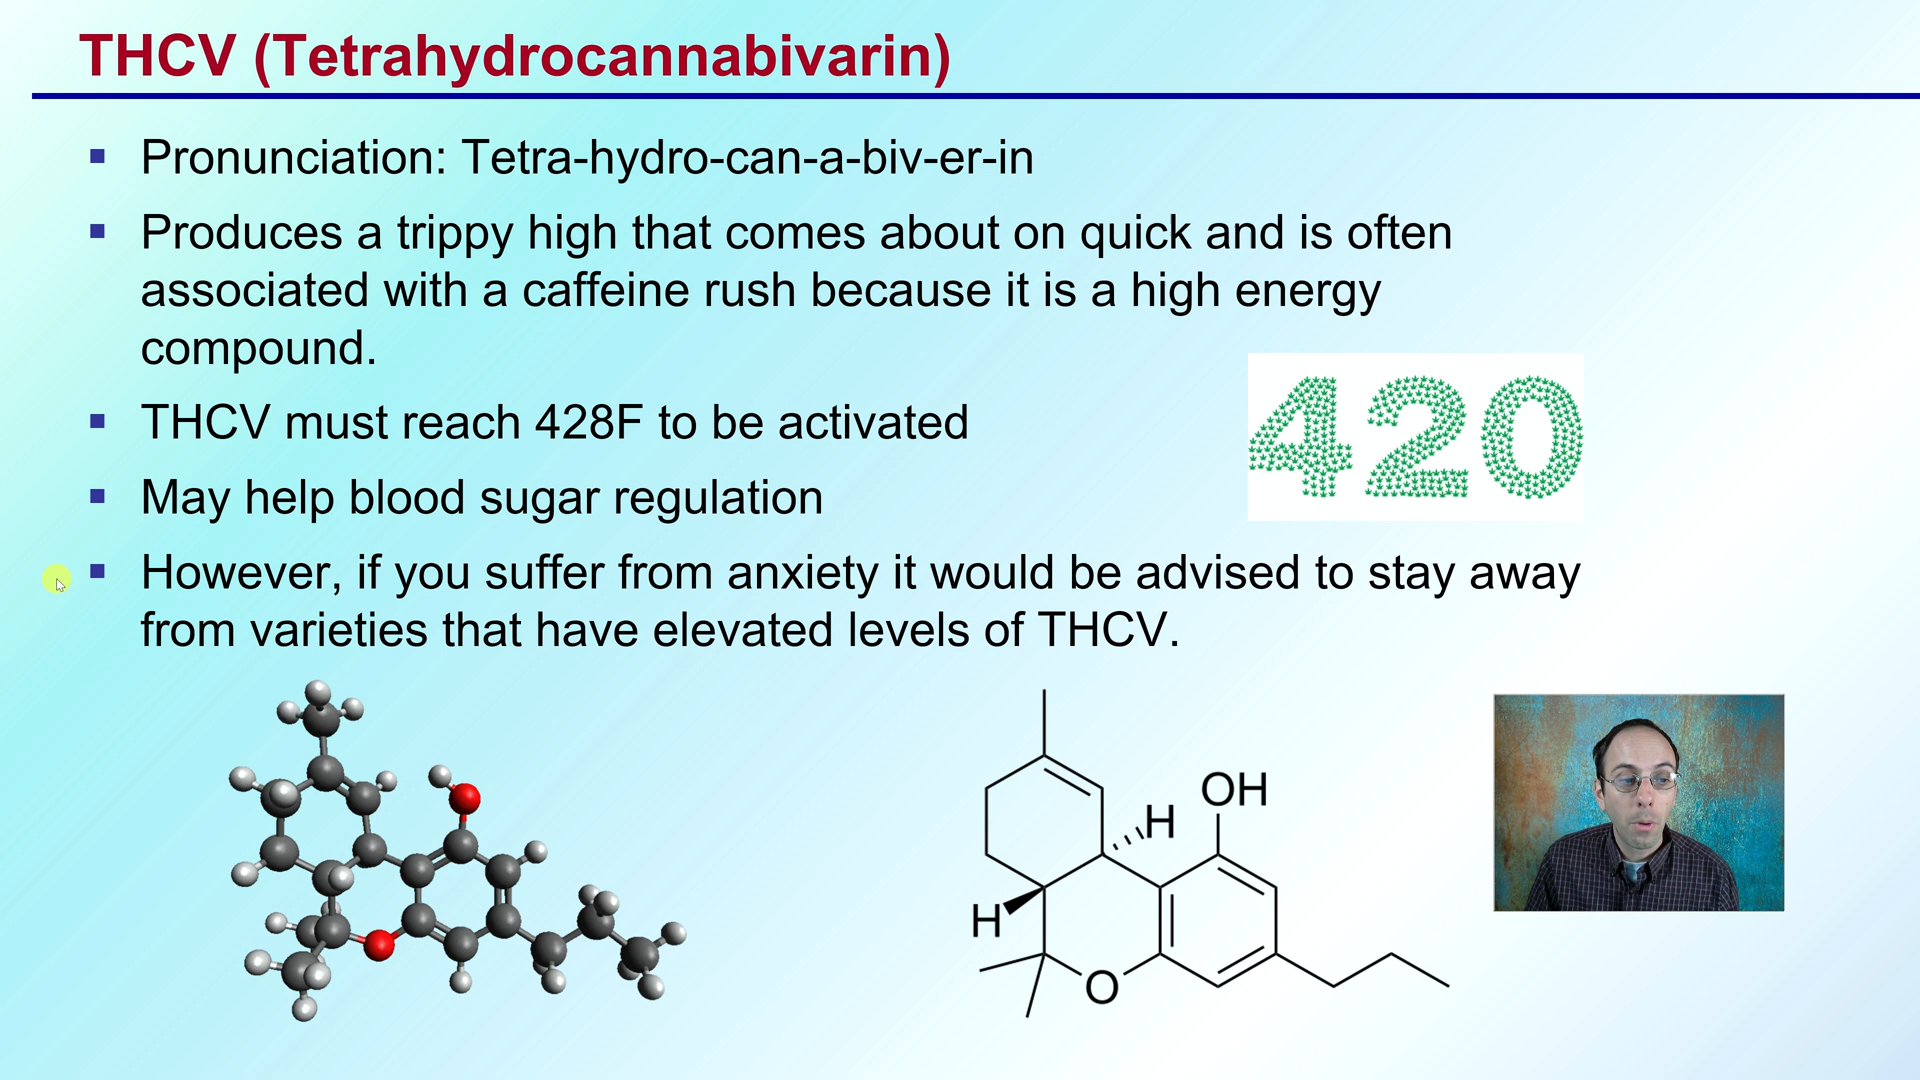 THCV (Tetrahydrocannabivarin)
Pronunciation: Tetra-hydro-can-a-biv-er-in
Produces a trippy high that comes about on quick and is often
associated with a caffeine rush because it is a high energy
compound.
THCV must reach 428F to be activated
420
May help blood sugar regulation
However, if you suffer from anxiety it would be advised to stay away
from varieties that have elevated levels of THCV.
OH
H
H
O